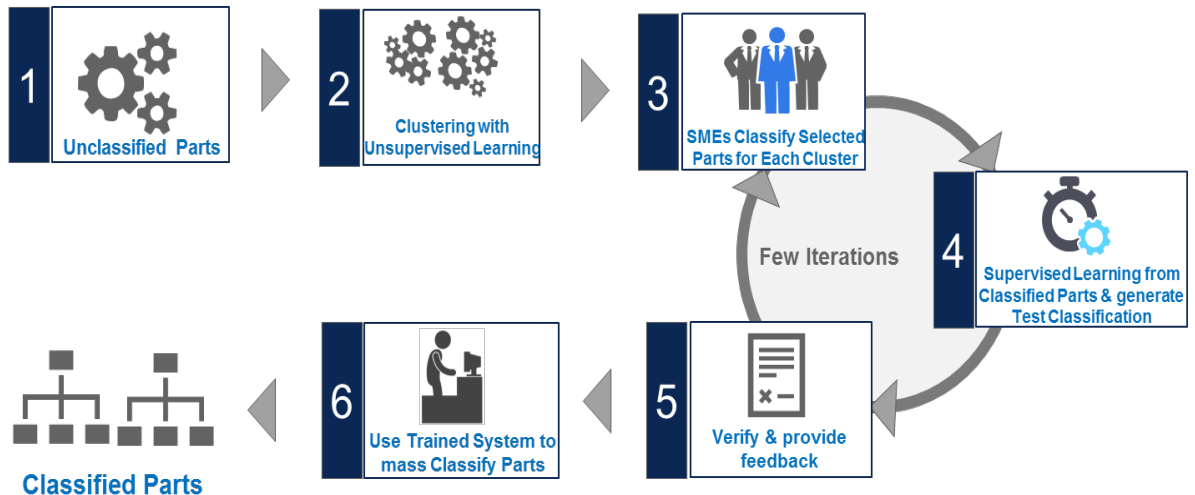 1
Unclassified Parts
2
Clustering with
Unsupervised Learning
3
SMEs Classify Selected
Parts for Each Cluster
4
Supervised Learning from
Classified Parts & generate
Test Classification
Few Iterations
5
Verify & provide
feedback
6
Use Trained System to
mass Classify Parts
Classified Parts